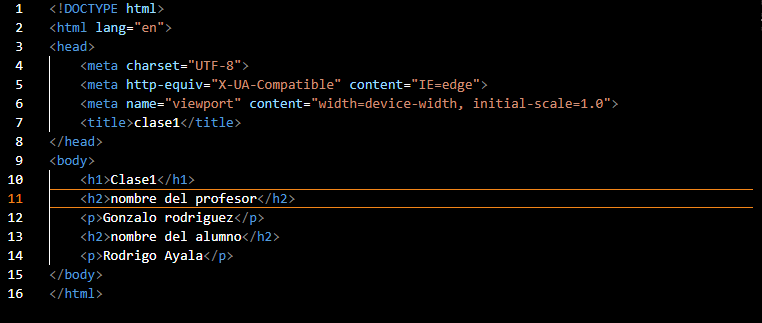 1 <!DOCTYPE html>
2 <html lang="en">
3 <head>
4 <meta charset="UTF-8">
5 <meta http-equiv="X-UA-Compatible" content="IE=edge">
6 <meta name="viewport" content="width=device-width, initial-scale=1.0">
7 <title>clase1</title>
8 </head>
9 <body>
10 <h1>Clase1</h1>
11 <h2>nombre del profesor</h2>
12 <p>Gonzalo rodriguez</p>
13 <h2>nombre del alumno</h2>
14 <p>Rodrigo Ayala</p>
15 </body>
16 </html>